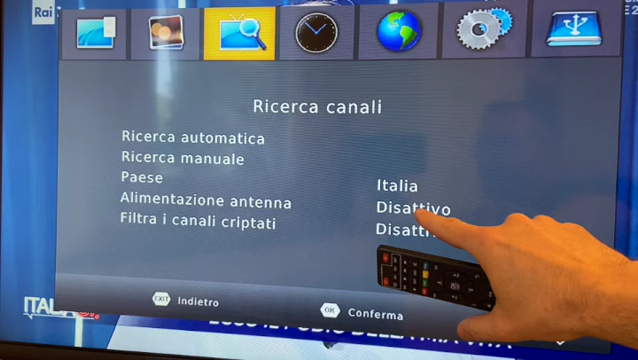 Rai
Ricerca canali
Ricerca automatica
Ricerca manuale
Paese Italia
Alimentazione antenna Disattivo
Filtra i canali criptati
EXIT Indietro
OK Conferma
ITALIA